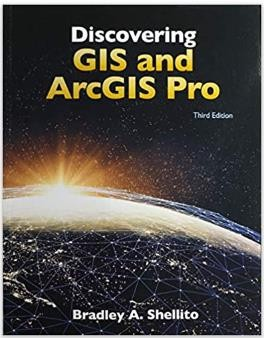 Discovering
GIS and
ArcGIS Pro
Third Edition
Bradley A. Shellito